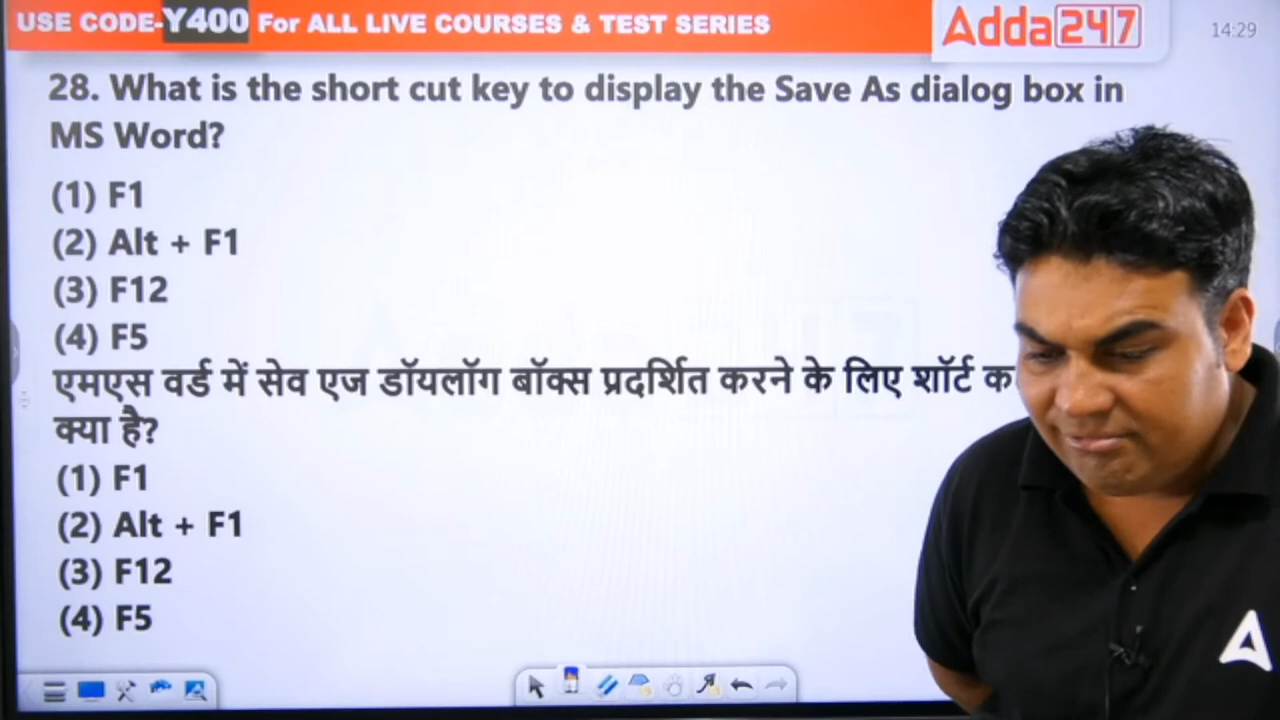 USE CODE-Y400 For ALL LIVE COURSES & TEST SERIES
Adda247
14:29
28. What is the short cut key to display the Save As dialog box in
MS Word?
(1) F1
(2) Alt + F1
(3) F12
(4) F5
एमएस वर्ड में सेव एज डॉयलॉग बॉक्स प्रदर्शित करने के लिए शॉर्ट
क्या है?
(1) F1
(2) Alt + F1
(3) F12
(4) F5